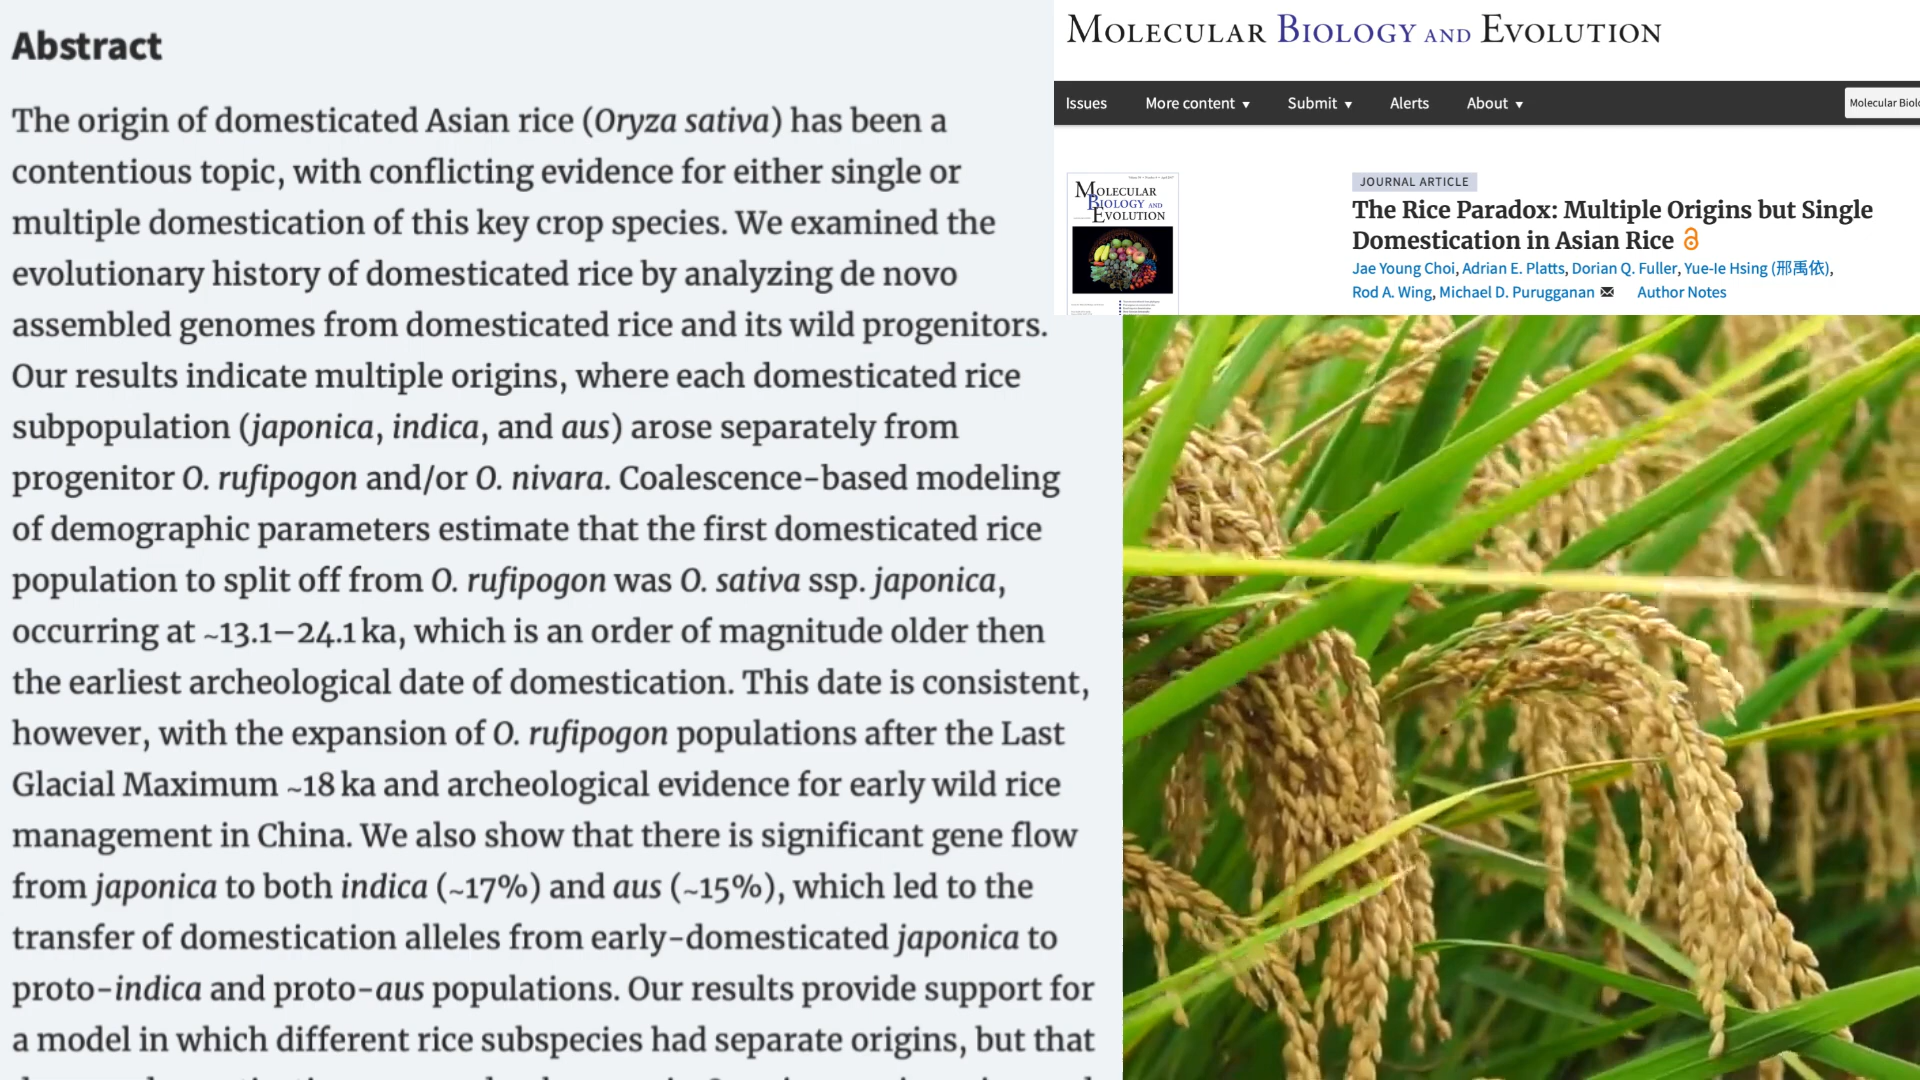 Abstract
The origin of domesticated Asian rice (Oryza sativa) has been a
contentious topic, with conflicting evidence for either single or
multiple domestication of this key crop species. We examined the
evolutionary history of domesticated rice by analyzing de novo
assembled genomes from domesticated rice and its wild progenitors.
Our results indicate multiple origins, where each domesticated rice
subpopulation (japonica, indica, and aus) arose separately from
progenitor O. rufipogon and/or O. nivara. Coalescence-based modeling
of demographic parameters estimate that the first domesticated rice
population to split off from O. rufipogon was O. sativa ssp. japonica,
occurring at ~13.1–24.1 ka, which is an order of magnitude older then
the earliest archeological date of domestication. This date is consistent,
however, with the expansion of O. rufipogon populations after the Last
Glacial Maximum ~18 ka and archeological evidence for early wild rice
management in China. We also show that there is significant gene flow
from japonica to both indica (~17%) and aus (~15%), which led to the
transfer of domestication alleles from early-domesticated japonica to
proto-indica and proto-aus populations. Our results provide support for
a model in which different rice subspecies had separate origins, but that
MOLECULAR BIOLOGY AND EVOLUTION
Issues More content ▼ Submit ▼ Alerts About ▼
Molecular
MOLECULAR
BIOLOGY AND
EVOLUTION
JOURNAL ARTICLE
The Rice Paradox: Multiple Origins but Single
Domestication in Asian Rice
Jae Young Choi, Adrian E. Platts, Dorian Q. Fuller, Yue-Ie Hsing (邢禹依),
Rod A. Wing, Michael D. Purugganan Author Notes